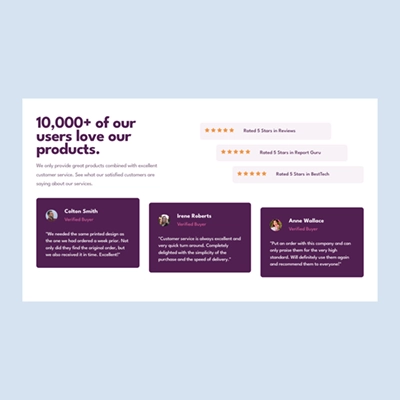 10,000+ of our
users love our
products.
We only provide great products combined with excellent
customer service. See what our satisfied customers are
saying about our services.
Rated 5 Stars in Reviews
Rated 5 Stars in Report Guru
Rated 5 Stars in BestTech
Colton Smith
Verified Buyer
"We needed the same printed design as
the one we had ordered a week prior. Not
only did they find the original order, but
we also received it in time. Excellent!"
Irene Roberts
Verified Buyer
"Customer service is always excellent and
very quick turn around. Completely
delighted with the simplicity of the
purchase and the speed of delivery."
Anne Wallace
Verified Buyer
"Put an order with this company and can
only praise them for the very high
standard. Will definitely use them again
and recommend them to everyone!"